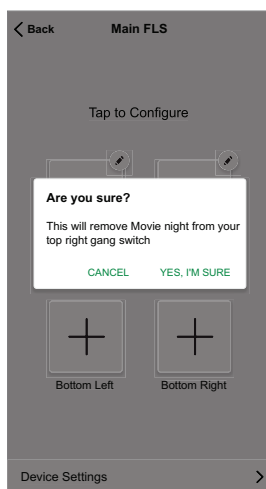 Back
Main FLS
Tap to Configure
Are you sure?
This will remove Movie night from your
top right gang switch
CANCEL
YES, I'M SURE
Bottom Left
Bottom Right
Device Settings